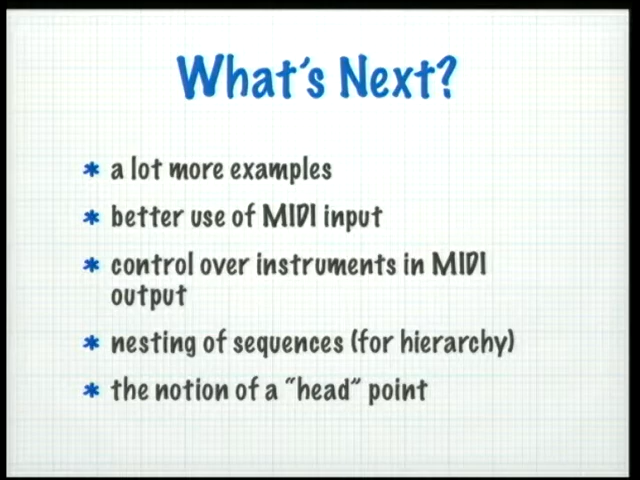 What's Next?
* a lot more examples
* better use of MIDI input
* control over instruments in MIDI
output
* nesting of sequences (for hierarchy)
* the notion of a "head" point